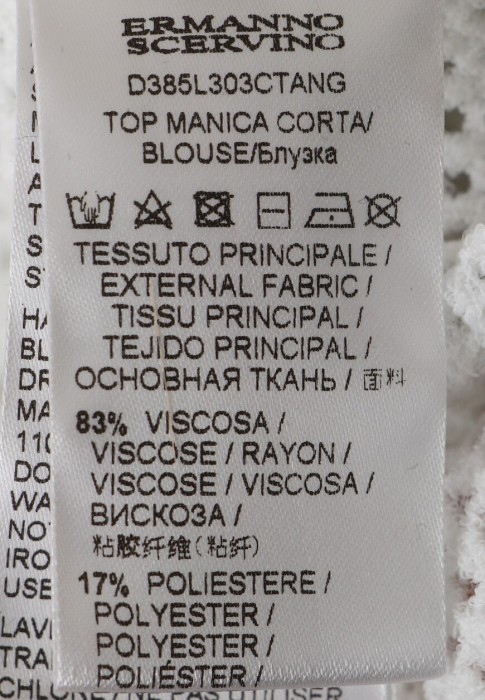 ERMANNO
SCERVINO
D385L303CTANG
TOP MANICA CORTA/
BLOUSE/Блузка
TESSUTO PRINCIPALE /
EXTERNAL FABRIC /
TISSU PRINCIPAL /
TEJIDO PRINCIPAL /
ОСНОВНАЯ ТКАНЬ / 面料
83% VISCOSA /
VISCOSE / RAYON /
VISCOSE / VISCOSA /
ВИСКОЗА /
粘胶纤维(粘纤)
17% POLIESTERE /
POLYESTER /
POLYESTER /
POLIÉSTER /